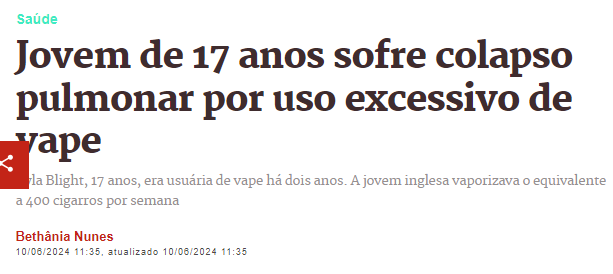 Saúde
Jovem de 17 anos sofre colapso
pulmonar por uso excessivo de
vape
Blight, 17 anos, era usuária de vape há dois anos. A jovem inglesa vaporizava o equivalente
a 400 cigarros por semana
Bethânia Nunes
10/06/2024 11:35, atualizado 10/06/2024 11:35